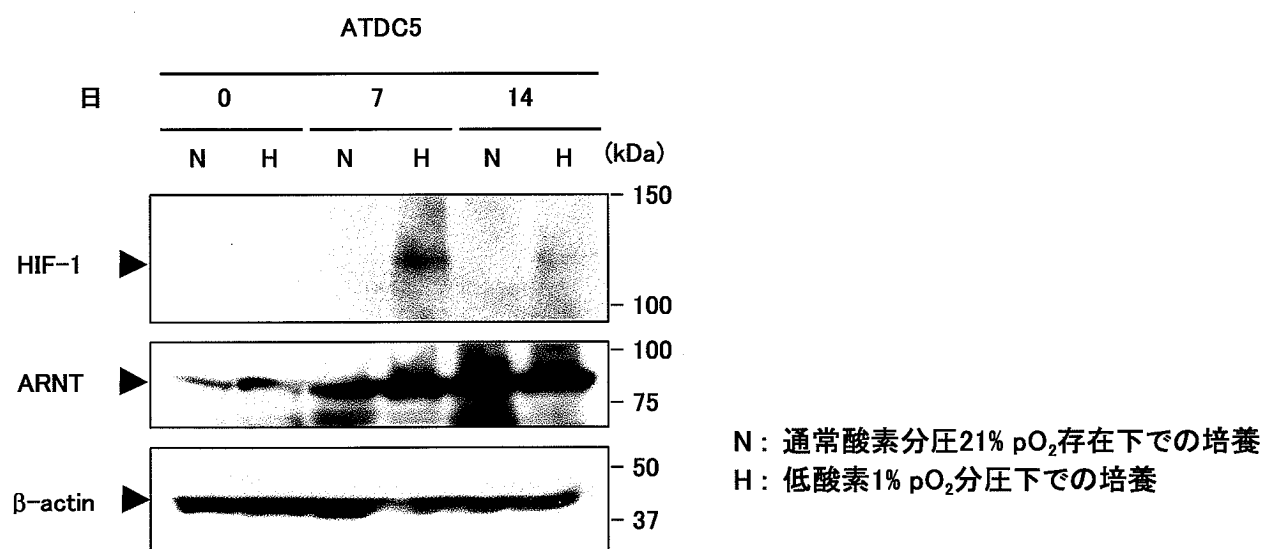 ATDC5
日 0 7 14
N H N H N H (kDa)
150
HIF-1
100
100
ARNT
75
50
β-actin
37
N : 通常酸素分圧21% pO₂存在下での培養
H : 低酸素1% pO₂分圧下での培養